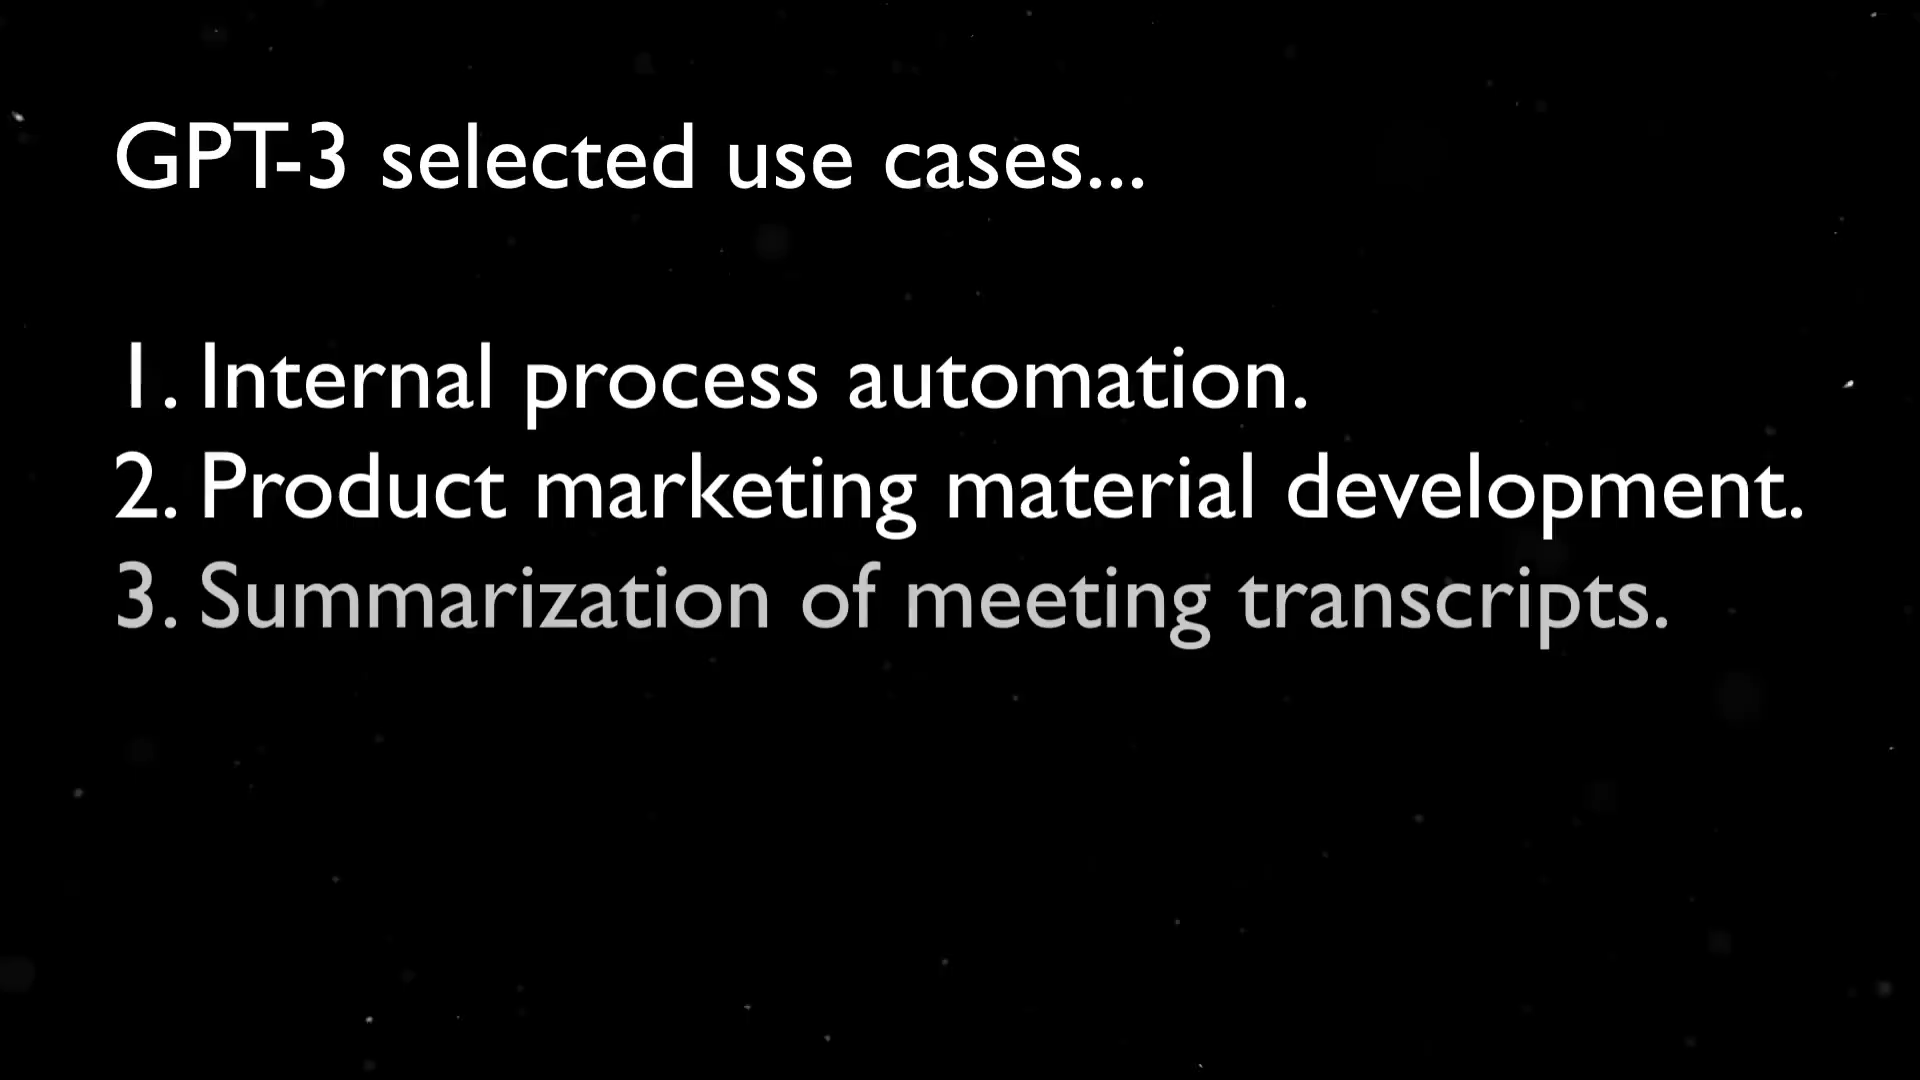 GPT-3 selected use cases...
1. Internal process automation.
2. Product marketing material development.
3. Summarization of meeting transcripts.